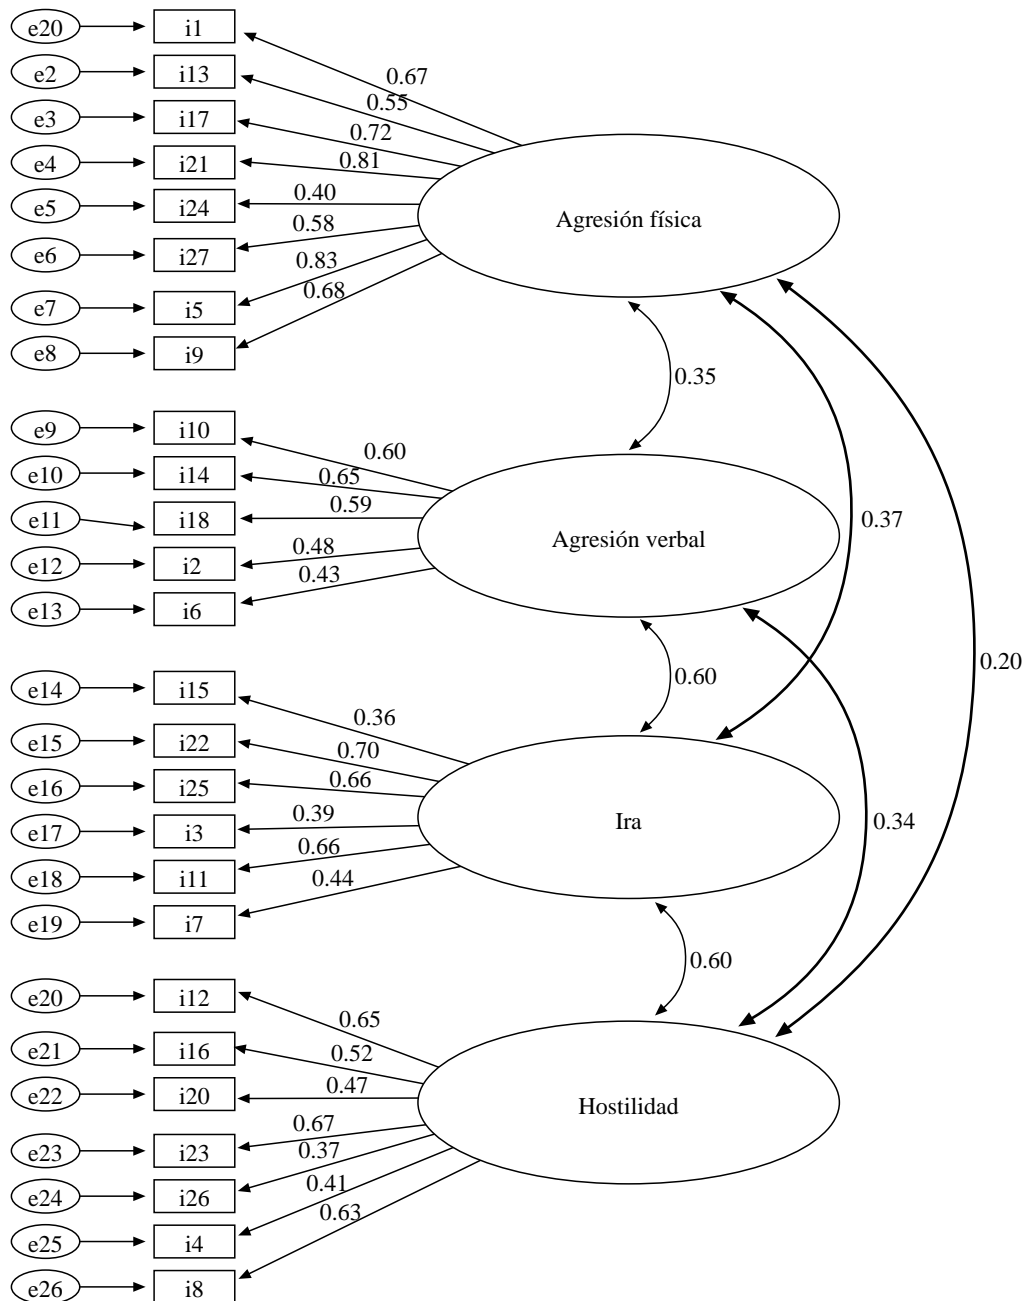 e20 i1
0.67
e2 i13
0.55
e3 i17
0.72
e4 i21
0.81
e5 i24
0.40
Agresión física
e6 i27
0.58
0.83
e7 i5
0.68
e8 i9
0.35
e9 i10
0.60
e10 i14
0.65
e11 i18
0.59
0.37
Agresión verbal
e12 i2
0.48
0.43
e13 i6
0.60
0.20
e14 i15
0.36
e15 i22
0.70
e16 i25
0.66
e17 i3
0.39
Ira
0.34
0.66
e18 i11
0.44
e19 i7
0.60
e20 i12
0.65
e21 i16
0.52
e22 i20
0.47
Hostilidad
0.67
e23 i23
0.37
e24 i26
0.41
0.63
e25 i4
e26 i8